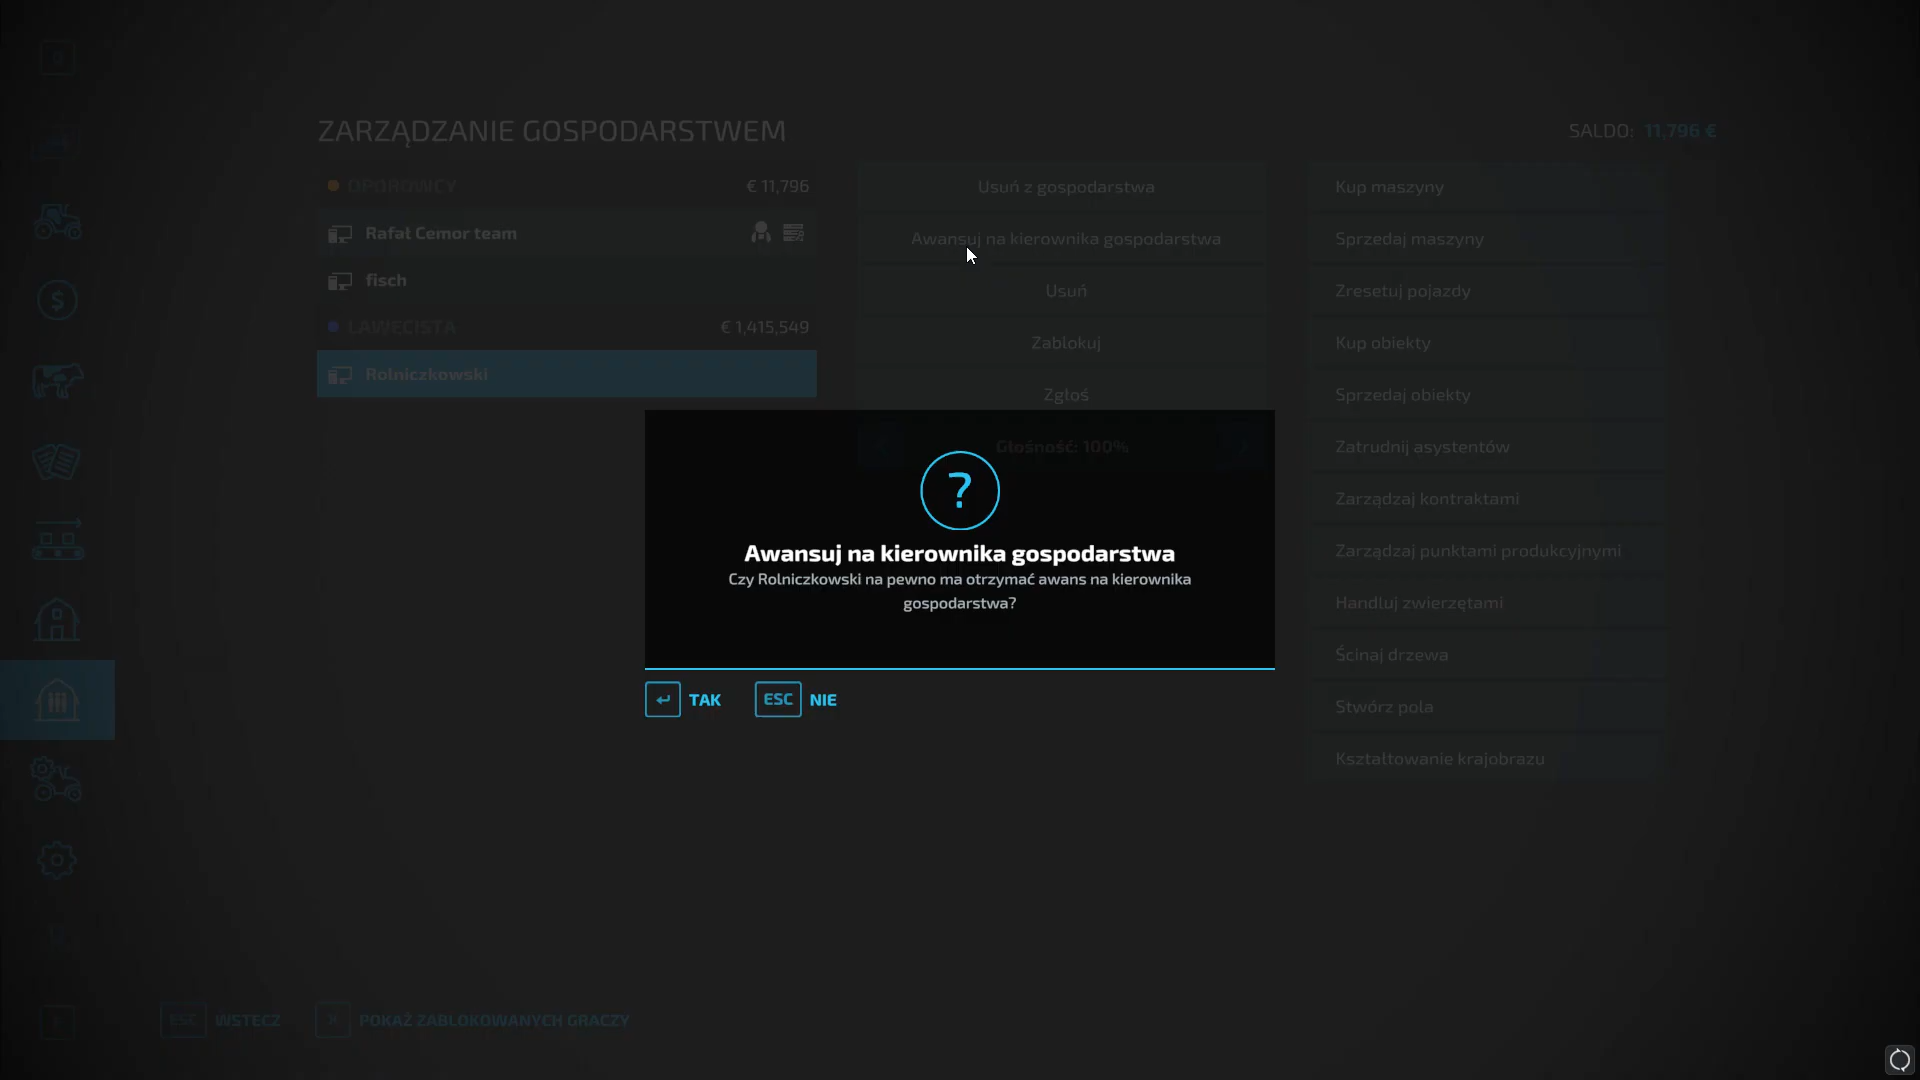 ZARZĄDZANIE GOSPODARSTWEM
SALDO: 11,796 €
OPOROWCY € 11,796
Rafał Cemor team
fisch
ŁAWECISTA € 1,415,549
Rolniczkowski
Usuń z gospodarstwa
Awansuj na kierownika gospodarstwa
Usuń
Zablokuj
Zgłoś
Głośność: 100%
Kup maszyny
Sprzedaj maszyny
Zresetuj pojazdy
Kup obiekty
Sprzedaj obiekty
Zatrudnij asystentów
Zarządzaj kontraktami
Zarządzaj punktami produkcyjnymi
Handluj zwierzętami
Ścinaj drzewa
Stwórz pola
Kształtowanie krajobrazu
?
Awansuj na kierownika gospodarstwa
Czy Rolniczkowski na pewno ma otrzymać awans na kierownika
gospodarstwa?
TAK ESC NIE
ESC WSTECZ X POKAŻ ZABLOKOWANYCH GRACZY